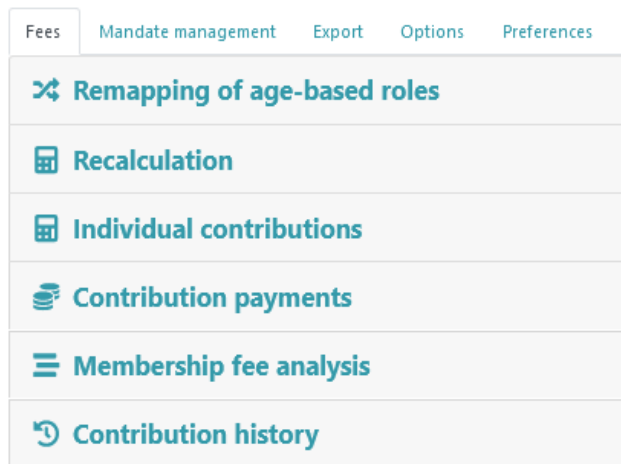 Fees Mandate management Export Options Preferences
Remapping of age-based roles
Recalculation
Individual contributions
Contribution payments
Membership fee analysis
Contribution history